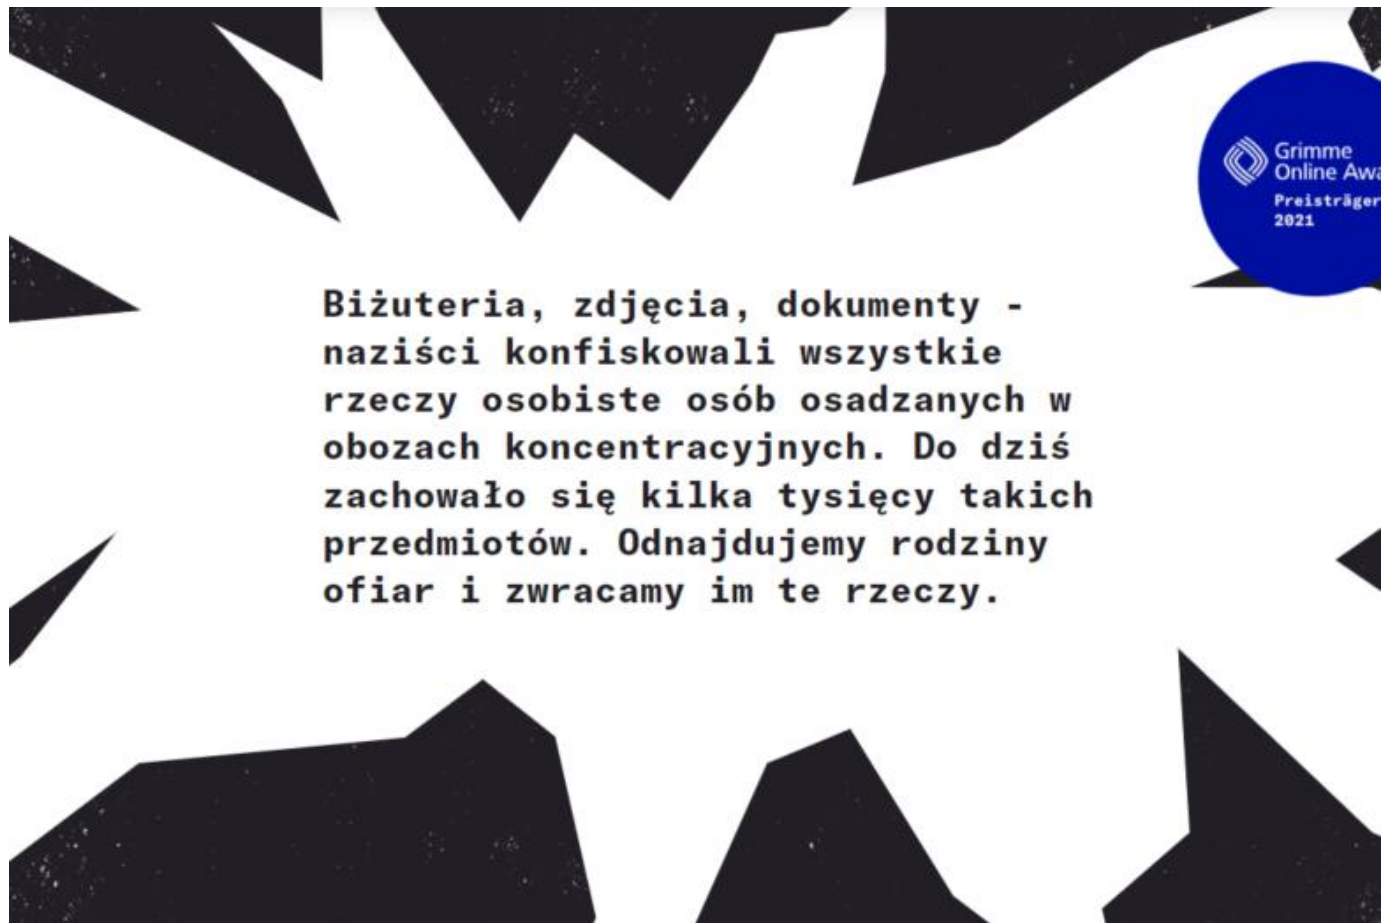 Grimme
Online
Preisträger
2021
Biżuteria, zdjęcia, dokumenty -
naziści konfiskowali wszystkie
rzeczy osobiste osób osadzanych w
obozach koncentracyjnych. Do dziś
zachowało się kilka tysięcy takich
przedmiotów. Odnajdujemy rodziny
ofiar i zwracamy im te rzeczy.